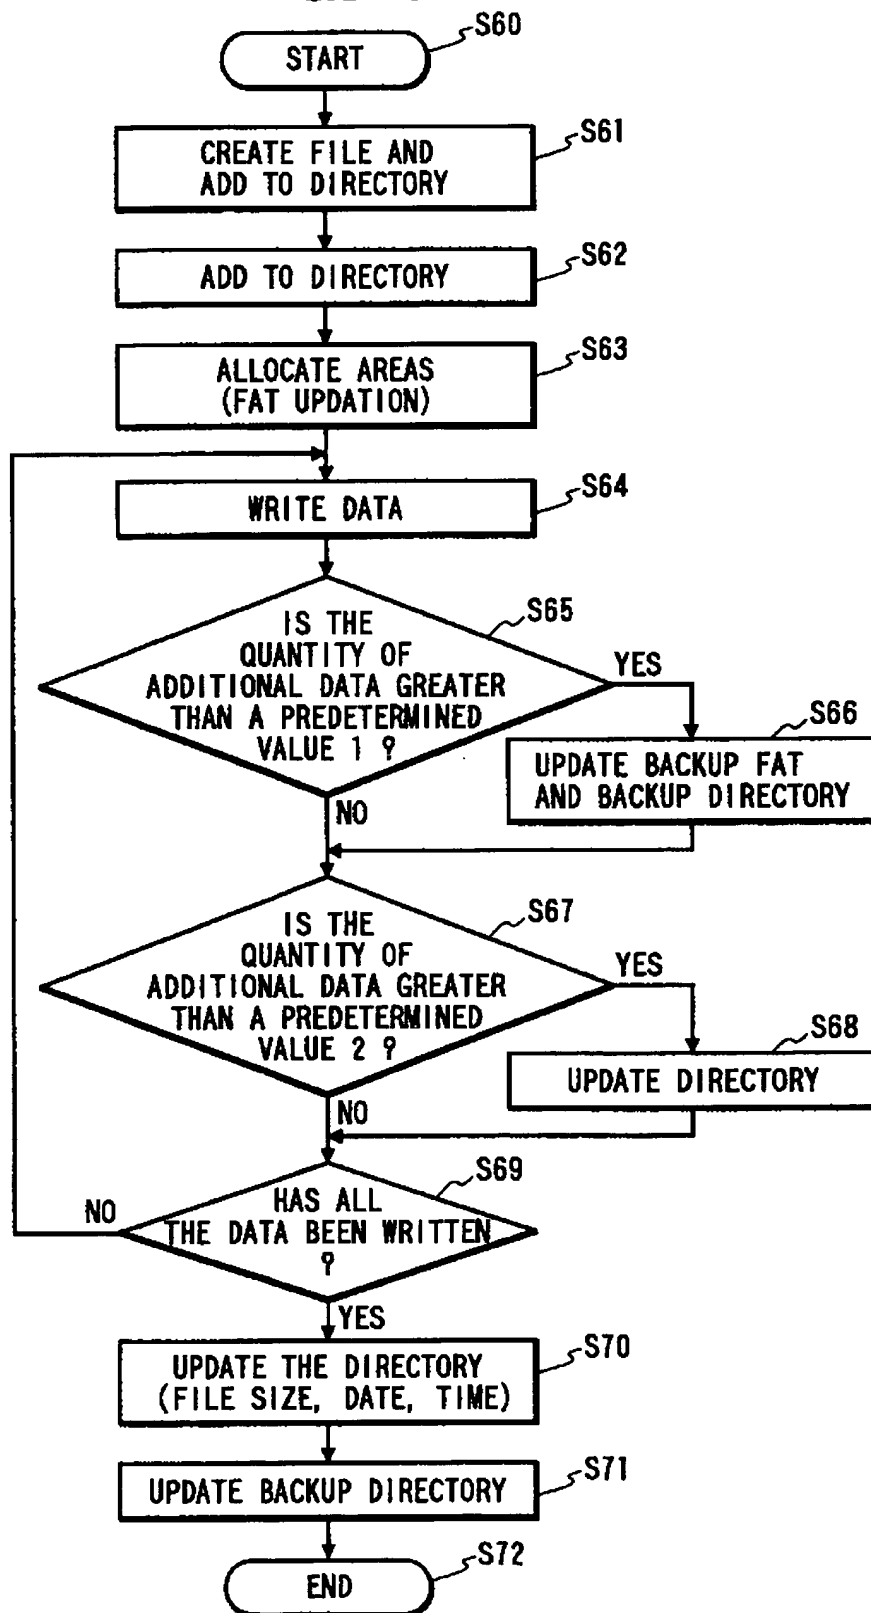 S60
START
S61
CREATE FILE AND
ADD TO DIRECTORY
S62
ADD TO DIRECTORY
S63
ALLOCATE AREAS
(FAT UPDATION)
S64
WRITE DATA
S65
IS THE
QUANTITY OF
ADDITIONAL DATA GREATER
THAN A PREDETERMINED
VALUE 1 ?
YES
NO
S66
UPDATE BACKUP FAT
AND BACKUP DIRECTORY
S67
IS THE
QUANTITY OF
ADDITIONAL DATA GREATER
THAN A PREDETERMINED
VALUE 2 ?
YES
NO
S68
UPDATE DIRECTORY
S69
HAS ALL
THE DATA BEEN WRITTEN
?
NO
YES
S70
UPDATE THE DIRECTORY
(FILE SIZE, DATE, TIME)
S71
UPDATE BACKUP DIRECTORY
S72
END